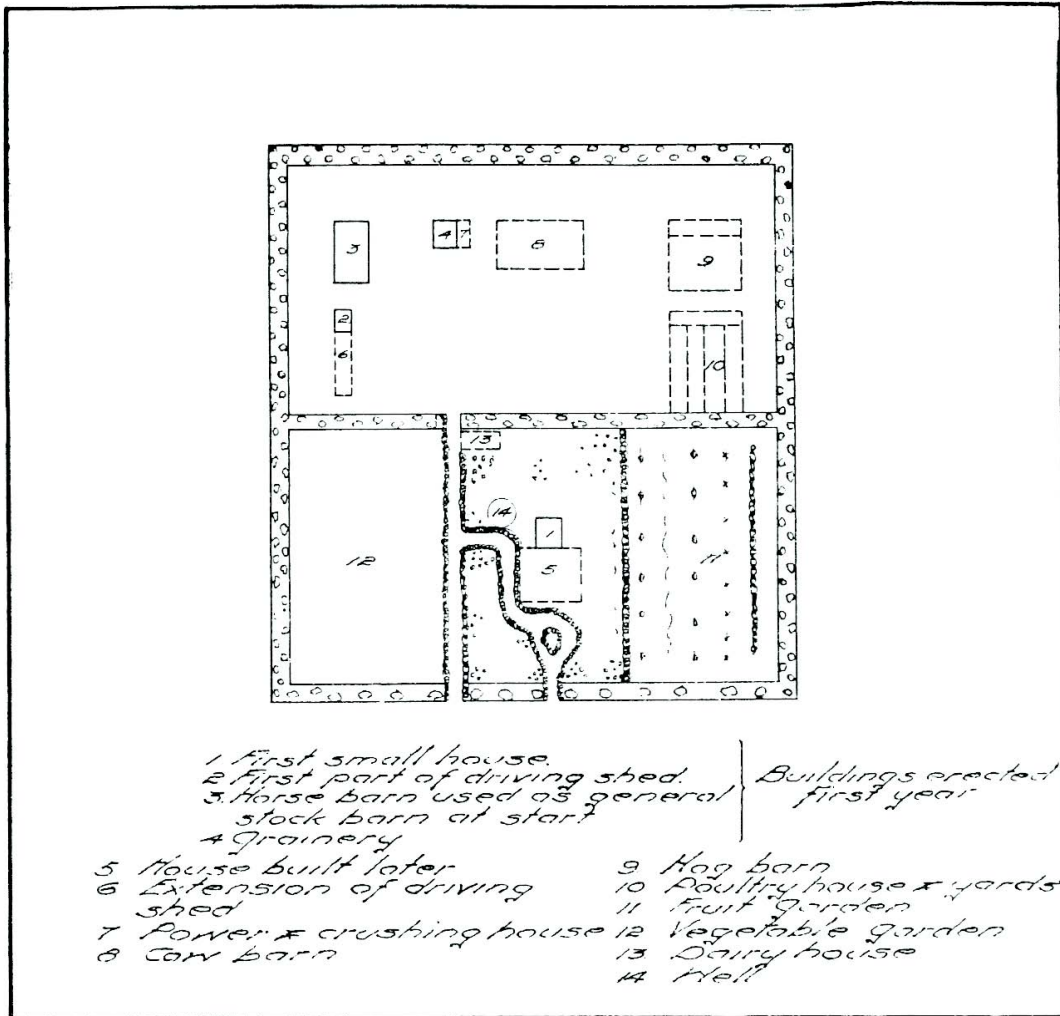 3
4
7
8
9
2
6
10
13
14
1
12
5
11
1 First small house.
2 First part of driving shed.
3. Horse barn used as general
stock barn at start
4 Grainery
Buildings erected
first year
5 House built later
6 Extension of driving
shed
7 Power & crushing house
8 Cow barn
9 Hog barn
10 Poultry house & yards
11 Fruit garden
12 Vegetable garden
13 Dairy house
14 Well